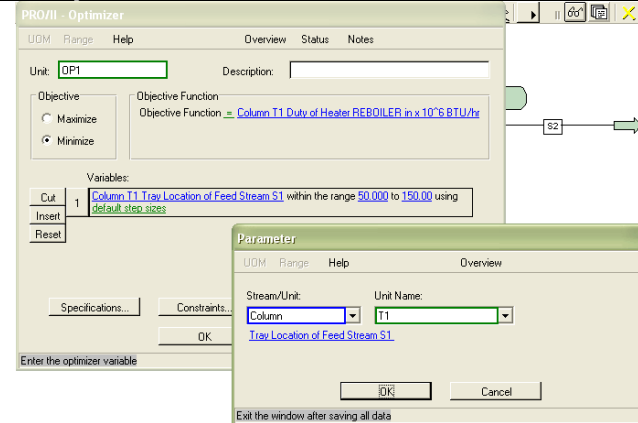 PRO/II - Optimizer
UOM Range Help Overview Status Notes
Unit: OP1 Description:
Objective
Maximize
Minimize
Objective Function
Objective Function = Column T1 Duty of Heater REBOILER in x 10^6 BTU/hr
S2
Variables:
Cut
Insert
Reset
1
Column T1 Tray Location of Feed Stream S1 within the range 50.000 to 150.00 using
default step sizes
Specifications... Constraints...
OK
Enter the optimizer variable
Parameter
UOM Range Help Overview
Stream/Unit: Unit Name:
Column T1
Tray Location of Feed Stream S1
OK Cancel
Exit the window after saving all data